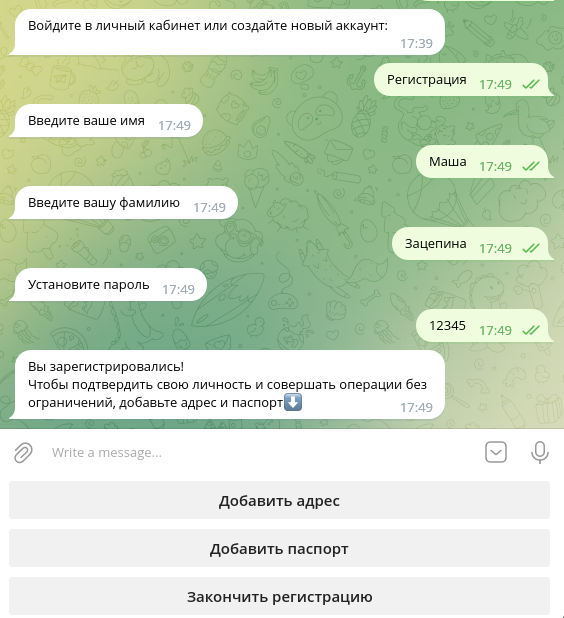 Войдите в личный кабинет или создайте новый аккаунт:
17:39
Регистрация 17:49
Введите ваше имя 17:49
Маша 17:49
Введите вашу фамилию 17:49
Зацепина 17:49
Установите пароль 17:49
12345 17:49
Вы зарегистрировались!
Чтобы подтвердить свою личность и совершать операции без
ограничений, добавьте адрес и паспорт⬇️ 17:49
Write a message...
Добавить адрес
Добавить паспорт
Закончить регистрацию